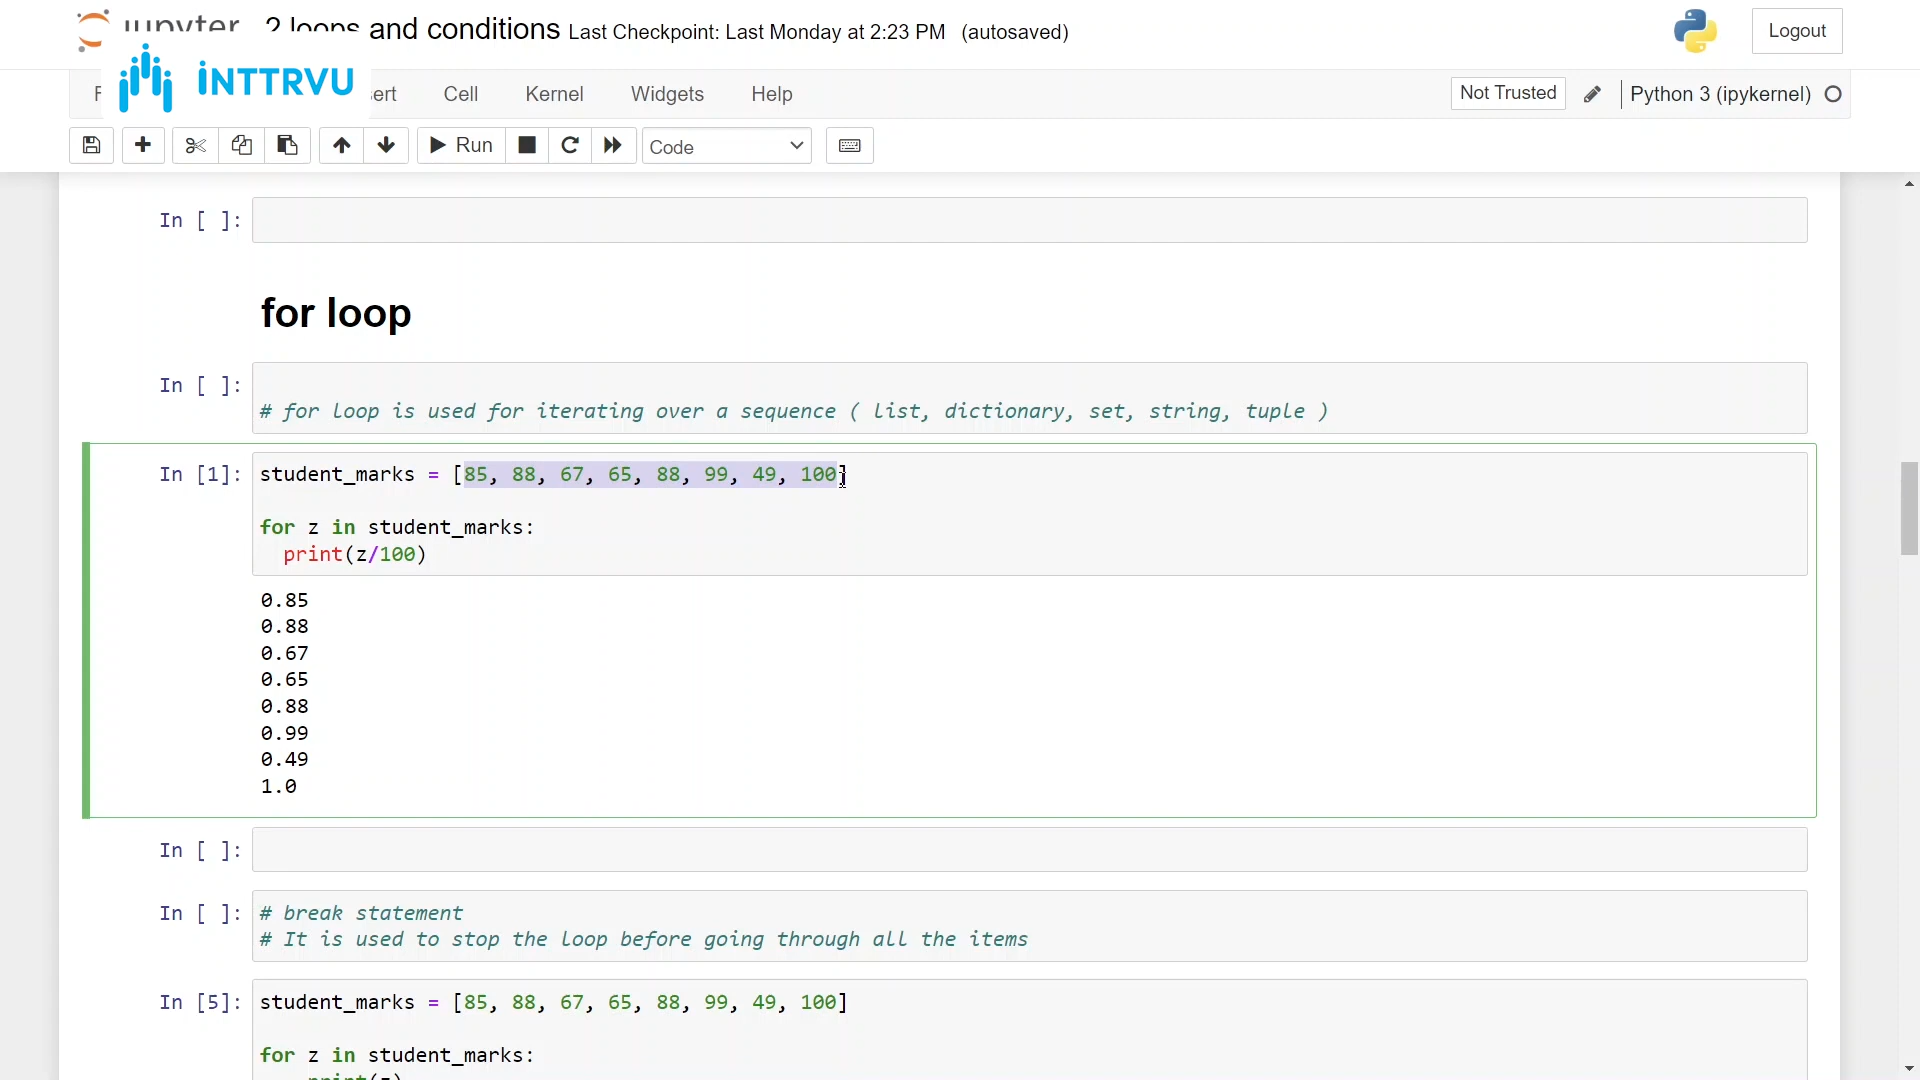 2 loops and conditions Last Checkpoint: Last Monday at 2:23 PM (autosaved)
Logout
INTTRVU
Cell Kernel Widgets Help
Not Trusted
Python 3 (ipykernel)
Run
Code
In [ ]:
for loop
In [ ]:
# for loop is used for iterating over a sequence ( list, dictionary, set, string, tuple )
In [1]: student_marks = [85, 88, 67, 65, 88, 99, 49, 100]
for z in student_marks:
print(z/100)
0.85
0.88
0.67
0.65
0.88
0.99
0.49
1.0
In [ ]:
In [ ]: # break statement
# It is used to stop the loop before going through all the items
In [5]: student_marks = [85, 88, 67, 65, 88, 99, 49, 100]
for z in student_marks: